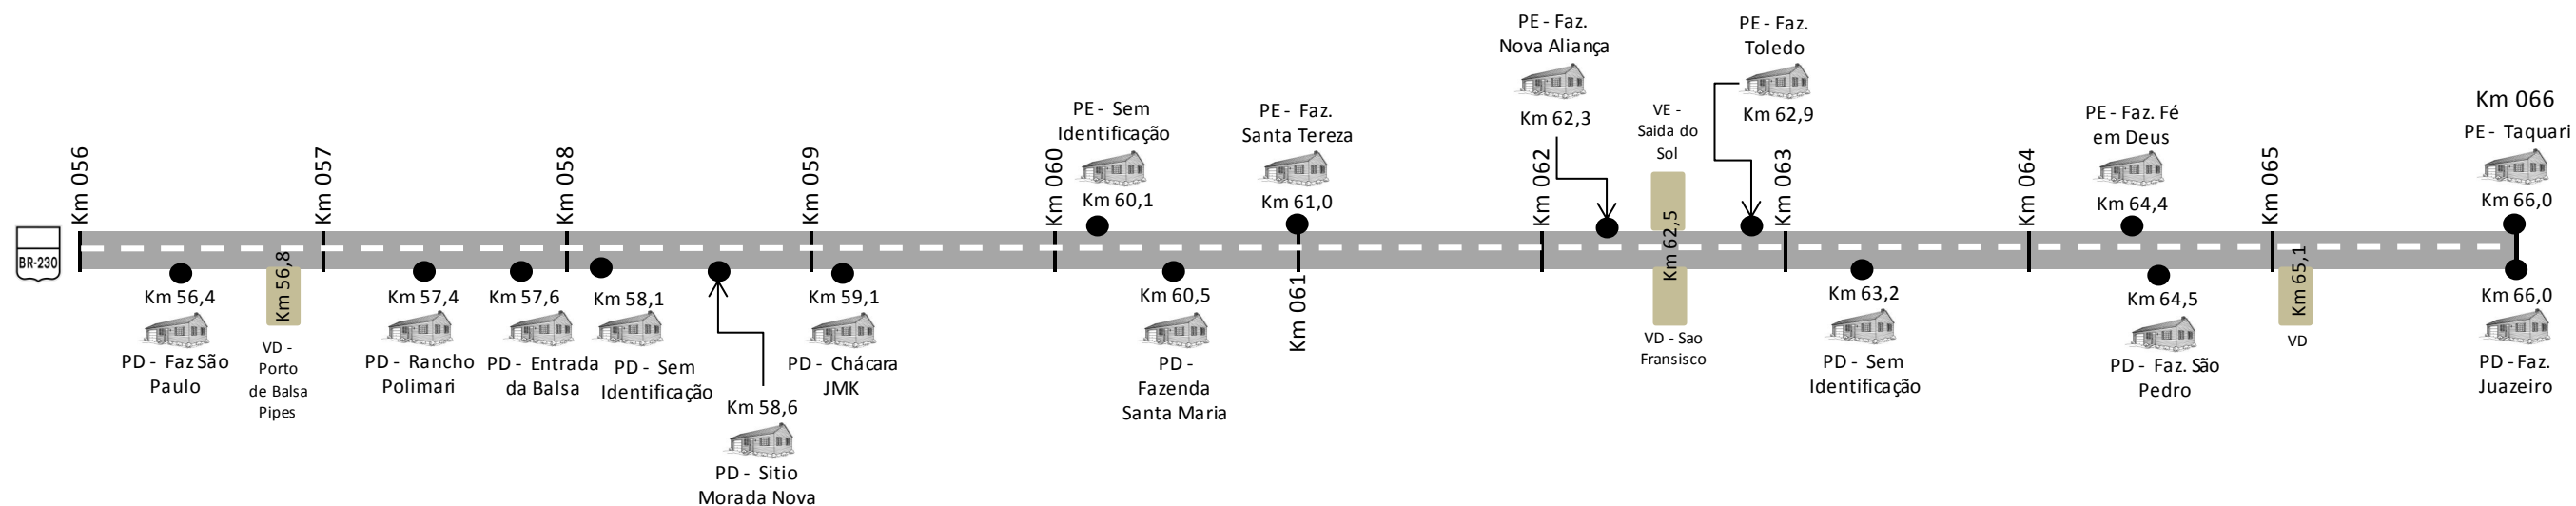 BR-230
Km 056
Km 56,4
PD - Faz São
Paulo
Km 56,8
VD -
Porto
de Balsa
Pipes
Km 057
Km 57,4
PD - Rancho
Polimari
Km 57,6
PD - Entrada
da Balsa
Km 058
Km 58,1
PD - Sem
Identificação
Km 58,6
PD - Sitio
Morada Nova
Km 059
Km 59,1
PD - Chácara
JMK
Km 060
PE - Sem
Identificação
Km 60,1
Km 60,5
PD -
Fazenda
Santa Maria
PE - Faz.
Santa Tereza
Km 61,0
Km 061
Km 062
PE - Faz.
Nova Aliança
Km 62,3
VE -
Saida do
Sol
Km 62,5
VD - Sao
Fransisco
PE - Faz.
Toledo
Km 62,9
Km 063
Km 63,2
PD - Sem
Identificação
Km 064
PE - Faz. Fé
em Deus
Km 64,4
Km 64,5
PD - Faz. São
Pedro
Km 065
Km 65,1
VD
Km 066
PE - Taquari
Km 66,0
Km 66,0
PD - Faz.
Juazeiro